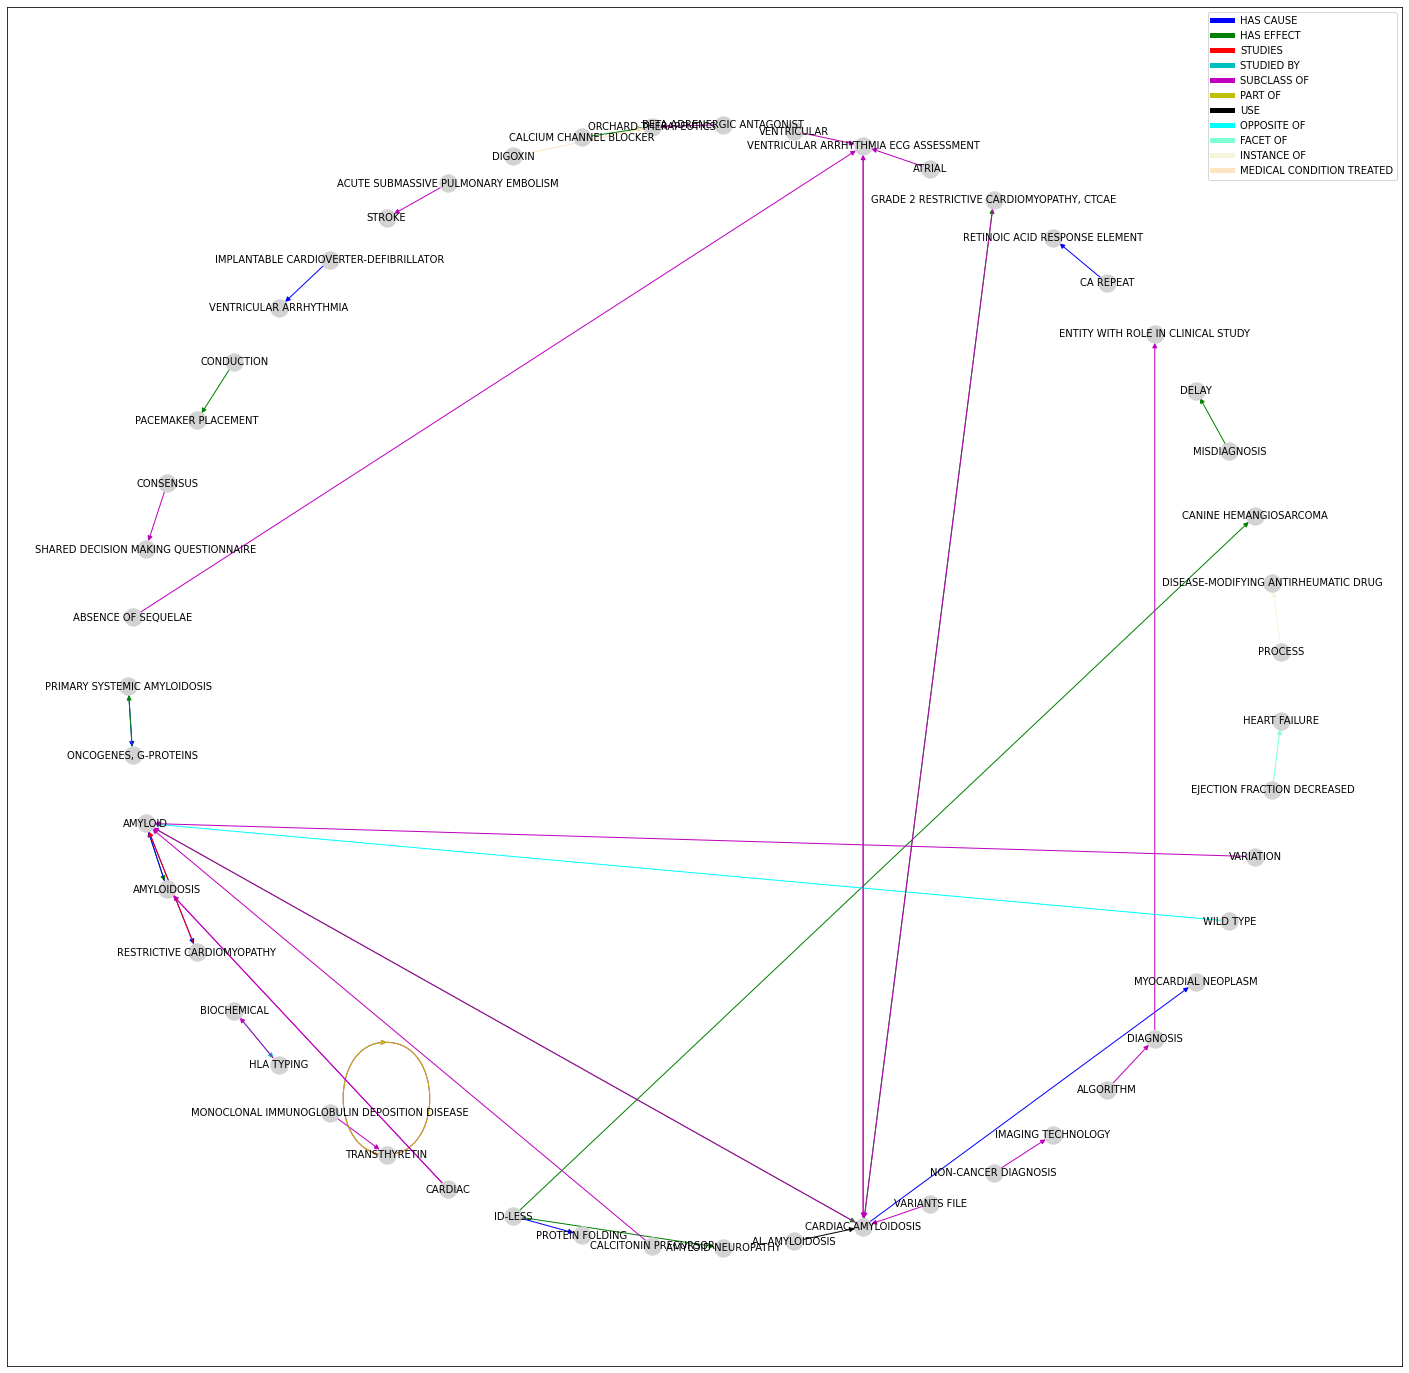 HAS CAUSE
HAS EFFECT
STUDIES
STUDIED BY
SUBCLASS OF
PART OF
USE
OPPOSITE OF
FACET OF
INSTANCE OF
MEDICAL CONDITION TREATED
BETA ADRENERGIC ANTAGONIST
ORCHARD THERAPEUTICS
VENTRICULAR
CALCIUM CHANNEL BLOCKER
VENTRICULAR ARRHYTHMIA ECG ASSESSMENT
DIGOXIN
ATRIAL
ACUTE SUBMASSIVE PULMONARY EMBOLISM
GRADE 2 RESTRICTIVE CARDIOMYOPATHY, CTCAE
STROKE
RETINOIC ACID RESPONSE ELEMENT
IMPLANTABLE CARDIOVERTER-DEFIBRILLATOR
CA REPEAT
VENTRICULAR ARRHYTHMIA
ENTITY WITH ROLE IN CLINICAL STUDY
CONDUCTION
DELAY
PACEMAKER PLACEMENT
MISDIAGNOSIS
CONSENSUS
CANINE HEMANGIOSARCOMA
SHARED DECISION MAKING QUESTIONNAIRE
DISEASE-MODIFYING ANTIRHEUMATIC DRUG
ABSENCE OF SEQUELAE
PROCESS
PRIMARY SYSTEMIC AMYLOIDOSIS
HEART FAILURE
ONCOGENES, G-PROTEINS
EJECTION FRACTION DECREASED
AMYLOID
VARIATION
AMYLOIDOSIS
WILD TYPE
RESTRICTIVE CARDIOMYOPATHY
MYOCARDIAL NEOPLASM
BIOCHEMICAL
DIAGNOSIS
HLA TYPING
ALGORITHM
MONOCLONAL IMMUNOGLOBULIN DEPOSITION DISEASE
IMAGING TECHNOLOGY
TRANSTHYRETIN
NON-CANCER DIAGNOSIS
CARDIAC
VARIANTS FILE
ID-LESS
CARDIAC AMYLOIDOSIS
PROTEIN FOLDING
AL AMYLOIDOSIS
CALCITONIN PRECURSOR
AMYLOID NEUROPATHY